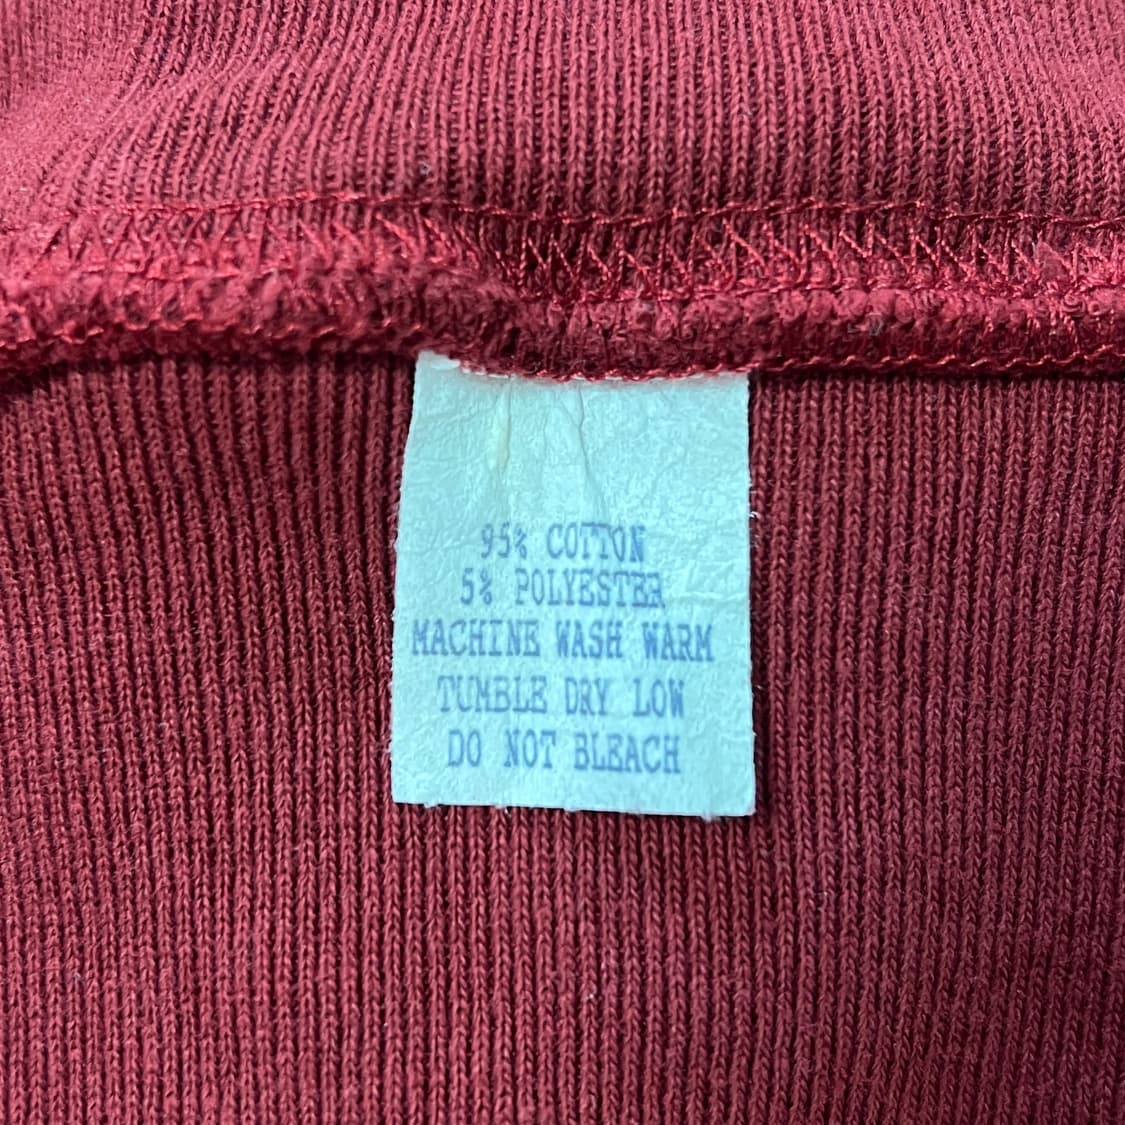 95% COTTON
5% POLYESTER
MACHINE WASH WARM
TUMBLE DRY LOW
DO NOT BLEACH